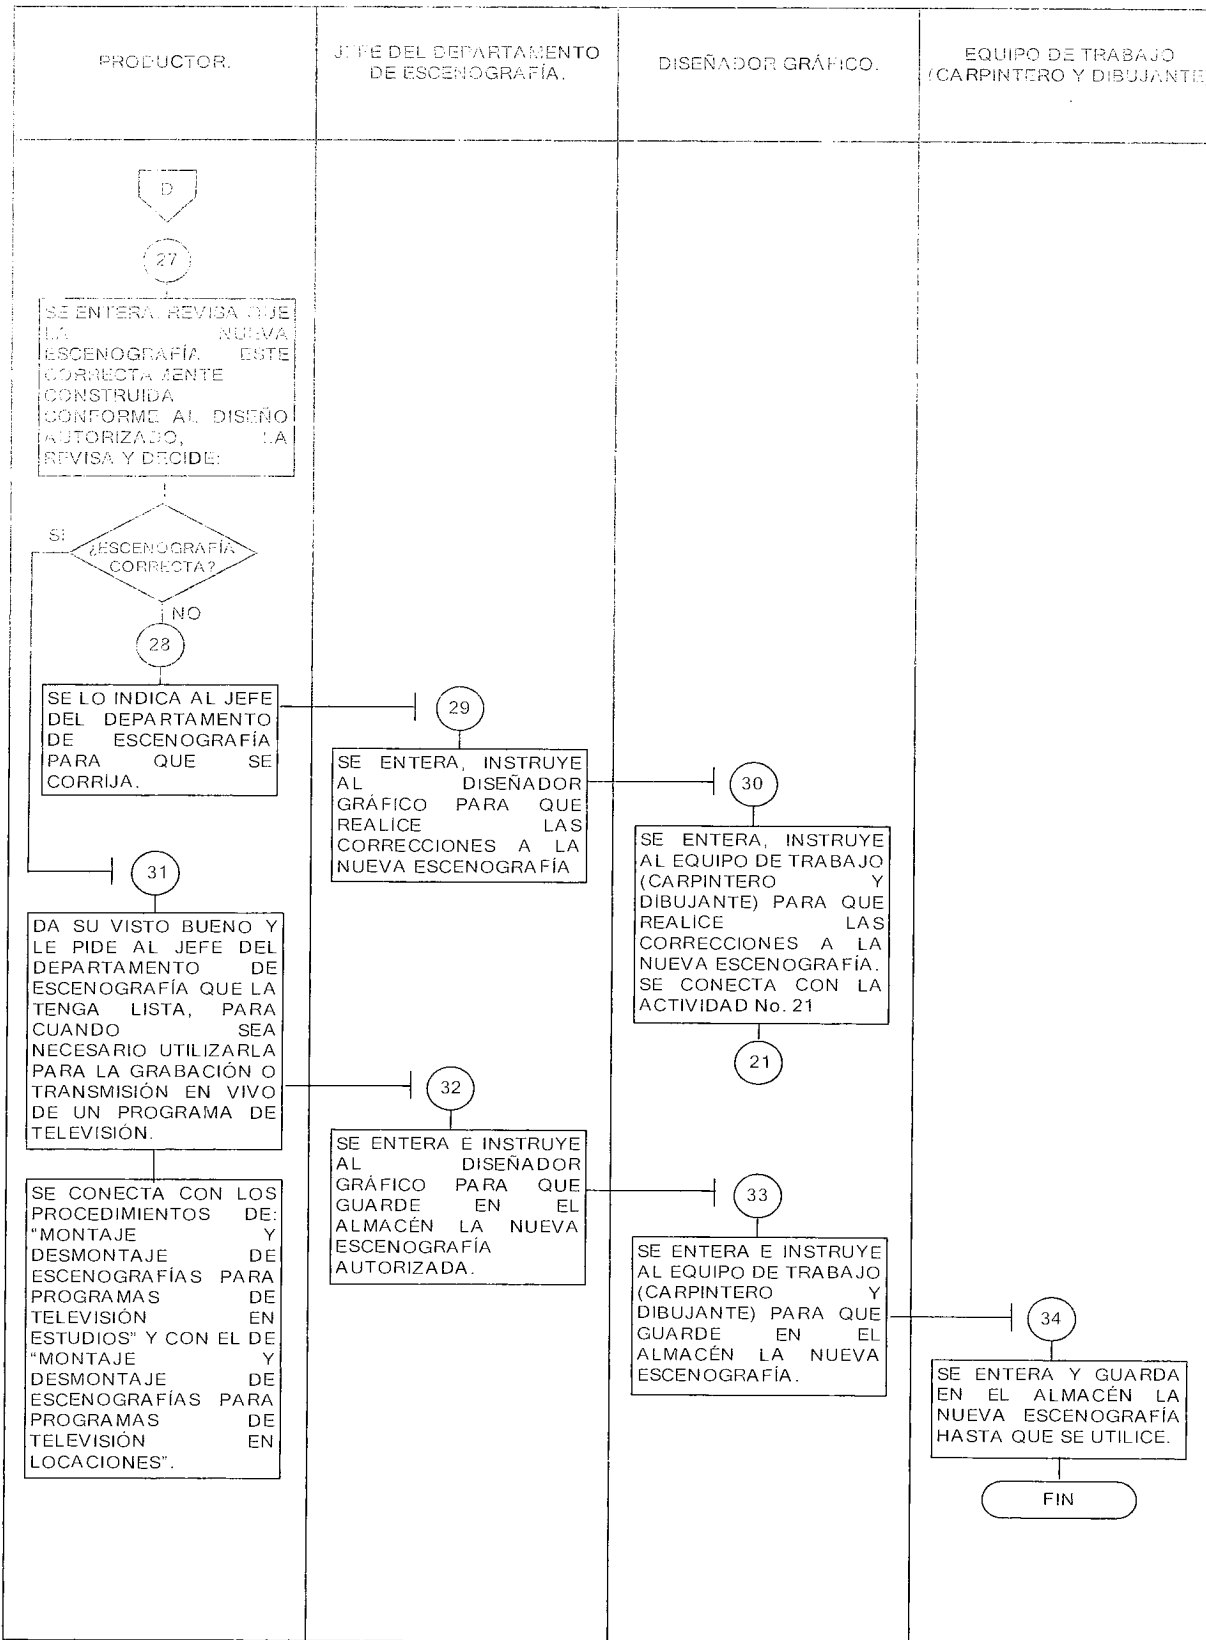 PRODUCTOR.
JEFE DEL DEPARTAMENTO
DE ESCENOGRAFÍA.
DISEÑADOR GRÁFICO.
EQUIPO DE TRABAJO
(CARPINTERO Y DIBUJANTE
D
27
SE ENTERA, REVISA QUE
LA NUEVA
ESCENOGRAFÍA ESTE
CORRECTAMENTE
CONSTRUIDA
CONFORME AL DISEÑO
AUTORIZADO, LA
REVISA Y DECIDE:
SI
¿ESCENOGRAFÍA
CORRECTA?
NO
28
SE LO INDICA AL JEFE
DEL DEPARTAMENTO
DE ESCENOGRAFÍA
PARA QUE SE
CORRIJA.
29
SE ENTERA, INSTRUYE
AL DISEÑADOR
GRÁFICO PARA QUE
REALICE LAS
CORRECCIONES A LA
NUEVA ESCENOGRAFÍA
30
SE ENTERA, INSTRUYE
AL EQUIPO DE TRABAJO
(CARPINTERO Y
DIBUJANTE) PARA QUE
REALICE LAS
CORRECCIONES A LA
NUEVA ESCENOGRAFÍA.
SE CONECTA CON LA
ACTIVIDAD No. 21
21
31
DA SU VISTO BUENO Y
LE PIDE AL JEFE DEL
DEPARTAMENTO DE
ESCENOGRAFÍA QUE LA
TENGA LISTA, PARA
CUANDO SEA
NECESARIO UTILIZARLA
PARA LA GRABACIÓN O
TRANSMISIÓN EN VIVO
DE UN PROGRAMA DE
TELEVISIÓN.
32
SE ENTERA E INSTRUYE
AL DISEÑADOR
GRÁFICO PARA QUE
GUARDE EN EL
ALMACÉN LA NUEVA
ESCENOGRAFÍA
AUTORIZADA.
SE CONECTA CON LOS
PROCEDIMIENTOS DE:
“MONTAJE Y
DESMONTAJE DE
ESCENOGRAFÍAS PARA
PROGRAMAS DE
TELEVISIÓN EN
ESTUDIOS” Y CON EL DE
“MONTAJE Y
DESMONTAJE DE
ESCENOGRAFÍAS PARA
PROGRAMAS DE
TELEVISIÓN EN
LOCACIONES”.
33
SE ENTERA E INSTRUYE
AL EQUIPO DE TRABAJO
(CARPINTERO Y
DIBUJANTE) PARA QUE
GUARDE EN EL
ALMACÉN LA NUEVA
ESCENOGRAFÍA.
34
SE ENTERA Y GUARDA
EN EL ALMACÉN LA
NUEVA ESCENOGRAFÍA
HASTA QUE SE UTILICE.
FIN